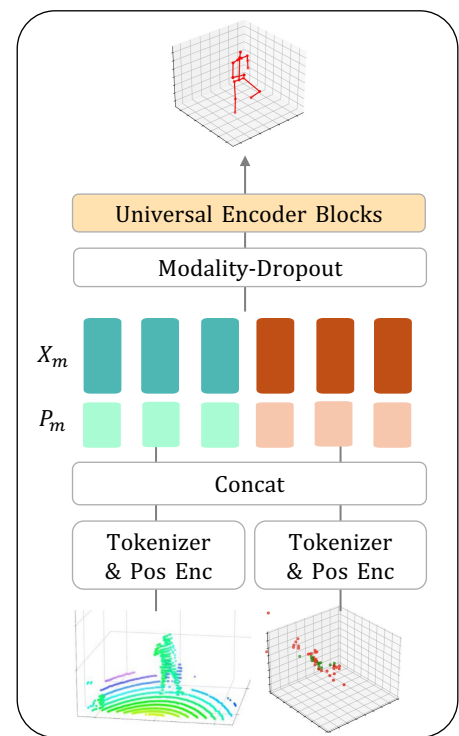 Universal Encoder Blocks
Modality-Dropout
X_m
P_m
Concat
Tokenizer
& Pos Enc
Tokenizer
& Pos Enc